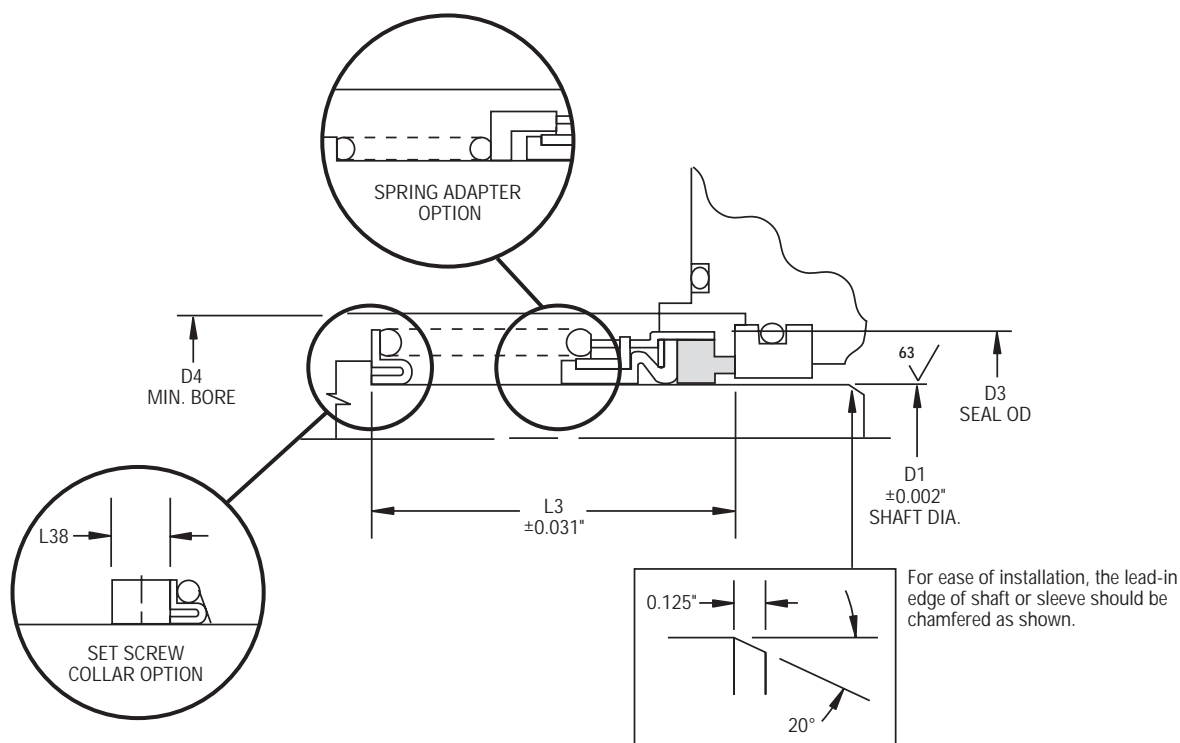 SPRING ADAPTER
OPTION
D4
MIN. BORE
63
D3
SEAL OD
D1
±0.002"
SHAFT DIA.
L3
±0.031"
L38
SET SCREW
COLLAR OPTION
0.125"
20°
For ease of installation, the lead-in
edge of shaft or sleeve should be
chamfered as shown.